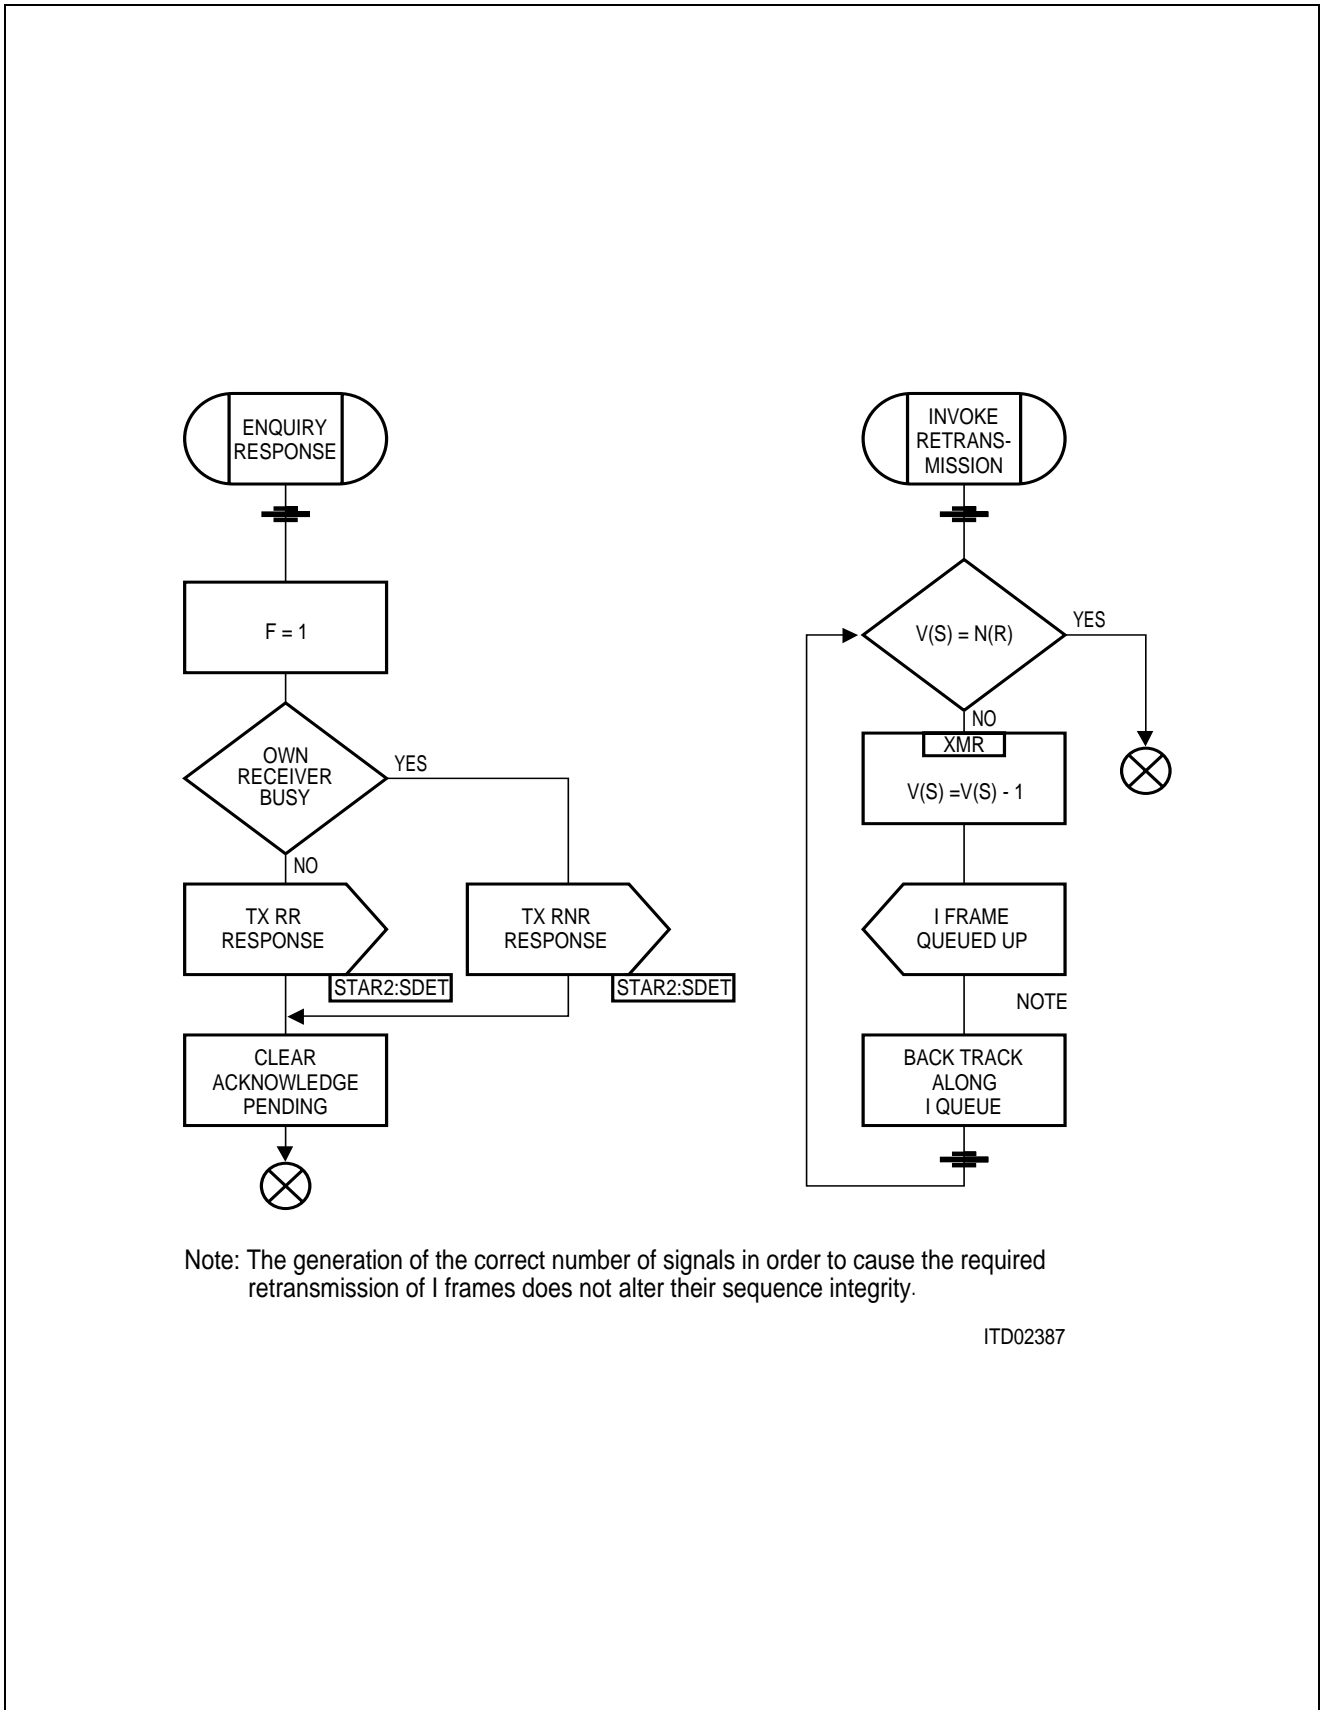 ENQUIRY
RESPONSE
F = 1
OWN
RECEIVER
BUSY
YES
NO
TX RR
RESPONSE
STAR2:SDET
TX RNR
RESPONSE
STAR2:SDET
CLEAR
ACKNOWLEDGE
PENDING
INVOKE
RETRANS-
MISSION
V(S) = N(R)
YES
NO
XMR
V(S) =V(S) - 1
I FRAME
QUEUED UP
NOTE
BACK TRACK
ALONG
I QUEUE
Note: The generation of the correct number of signals in order to cause the required
retransmission of I frames does not alter their sequence integrity.
ITD02387